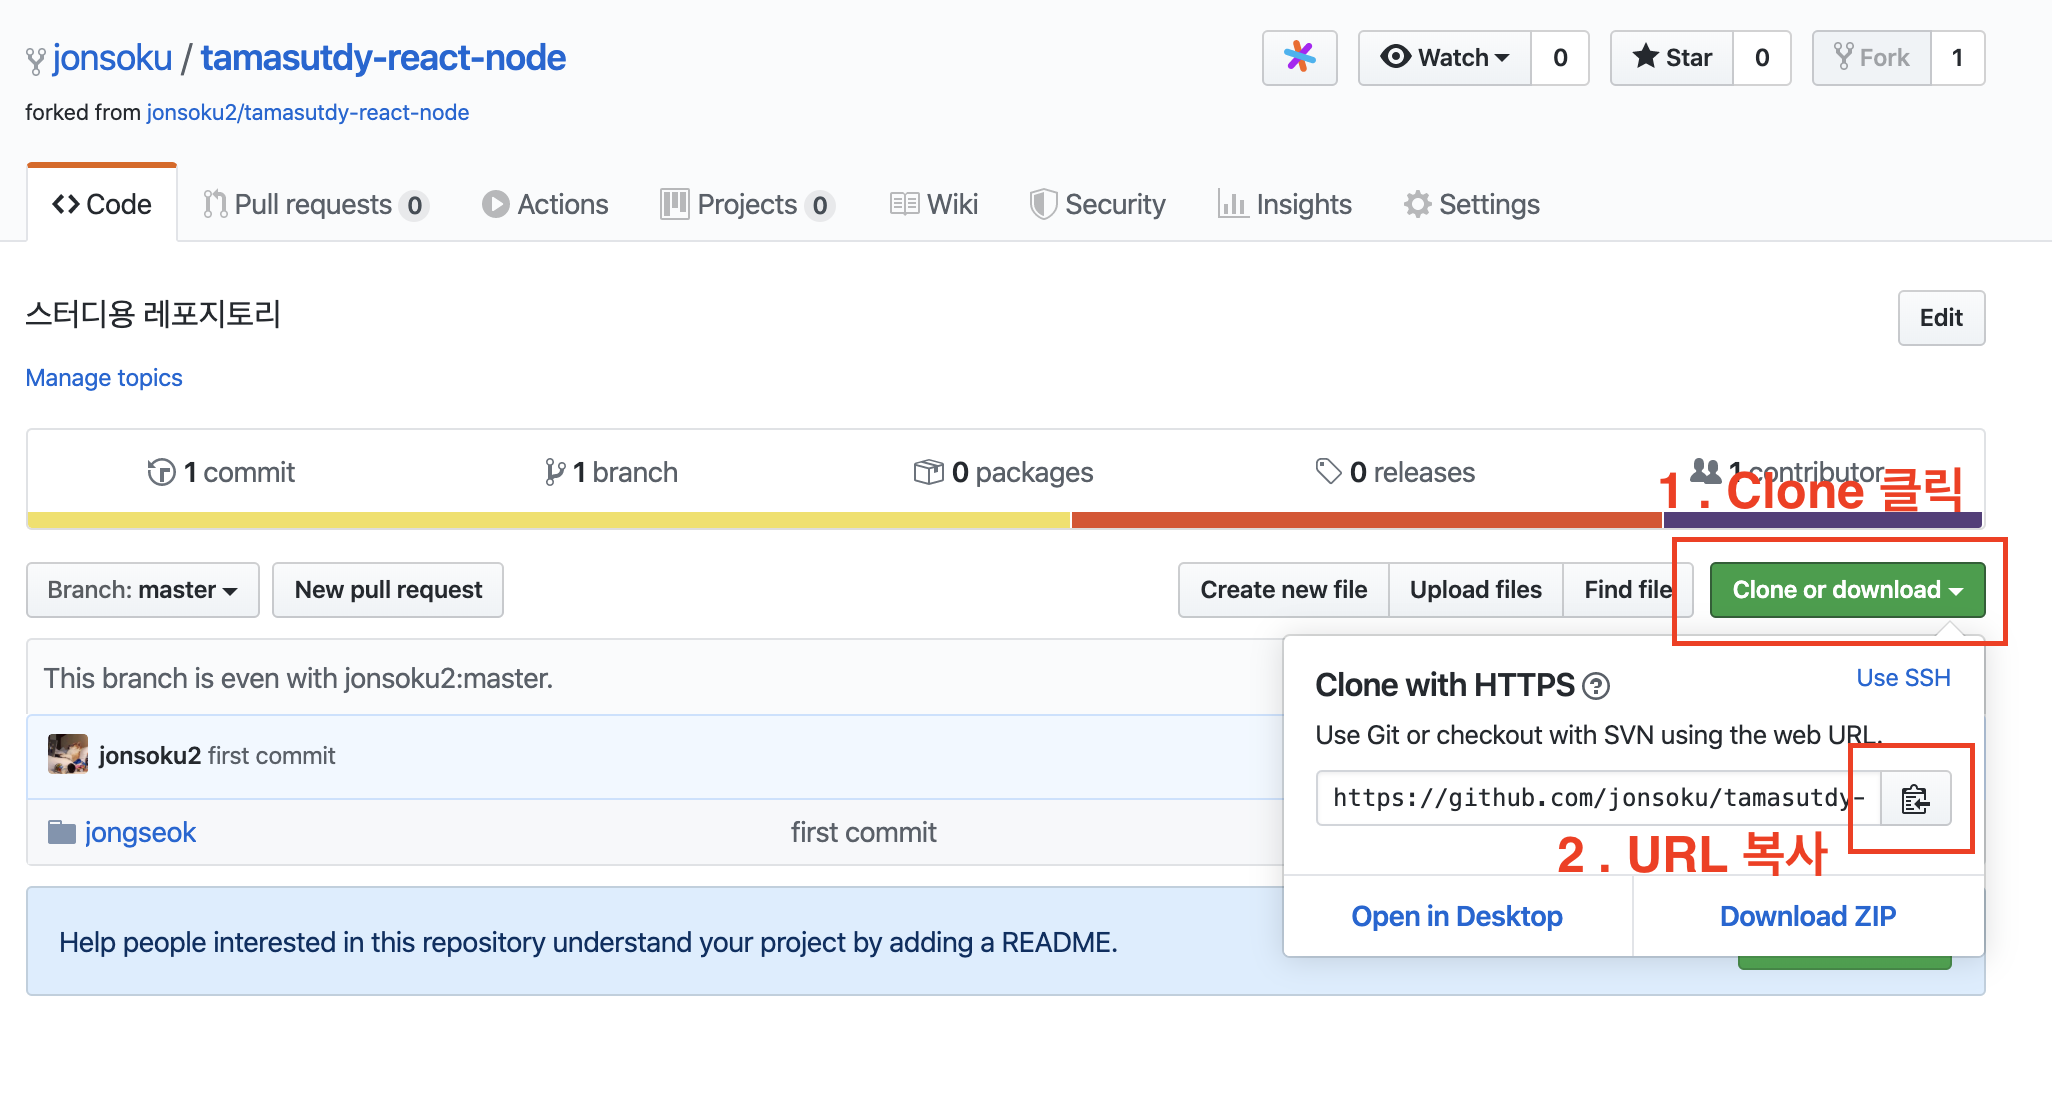 jonsoku / tamasutdy-react-node
Watch 0
Star 0
Fork 1
forked from jonsoku2/tamasutdy-react-node
Code
Pull requests 0
Actions
Projects 0
Wiki
Security
Insights
Settings
스터디용 레포지토리
Edit
Manage topics
1 commit
1 branch
0 packages
0 releases
1 contributor
1 . Clone 클릭
Branch: master
New pull request
Create new file
Upload files
Find file
Clone or download
This branch is even with jonsoku2:master.
Clone with HTTPS
Use SSH
Use Git or checkout with SVN using the web URL.
jonsoku2 first commit
https://github.com/jonsoku/tamasutdy-
jongseok
first commit
2 . URL 복사
Open in Desktop
Download ZIP
Help people interested in this repository understand your project by adding a README.